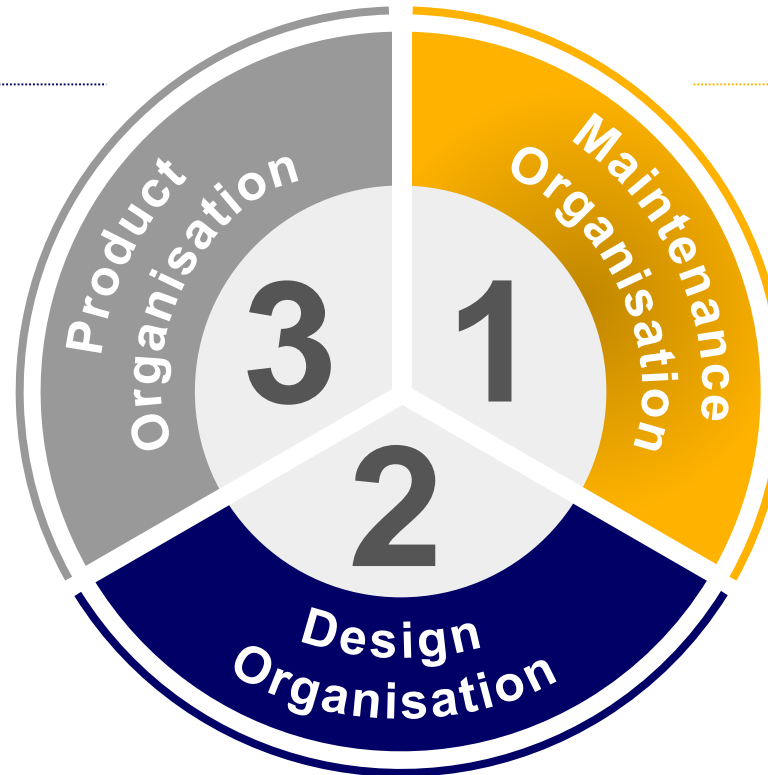 Product
Organisation
3
Maintenance
Organisation
1
2
Design
Organisation